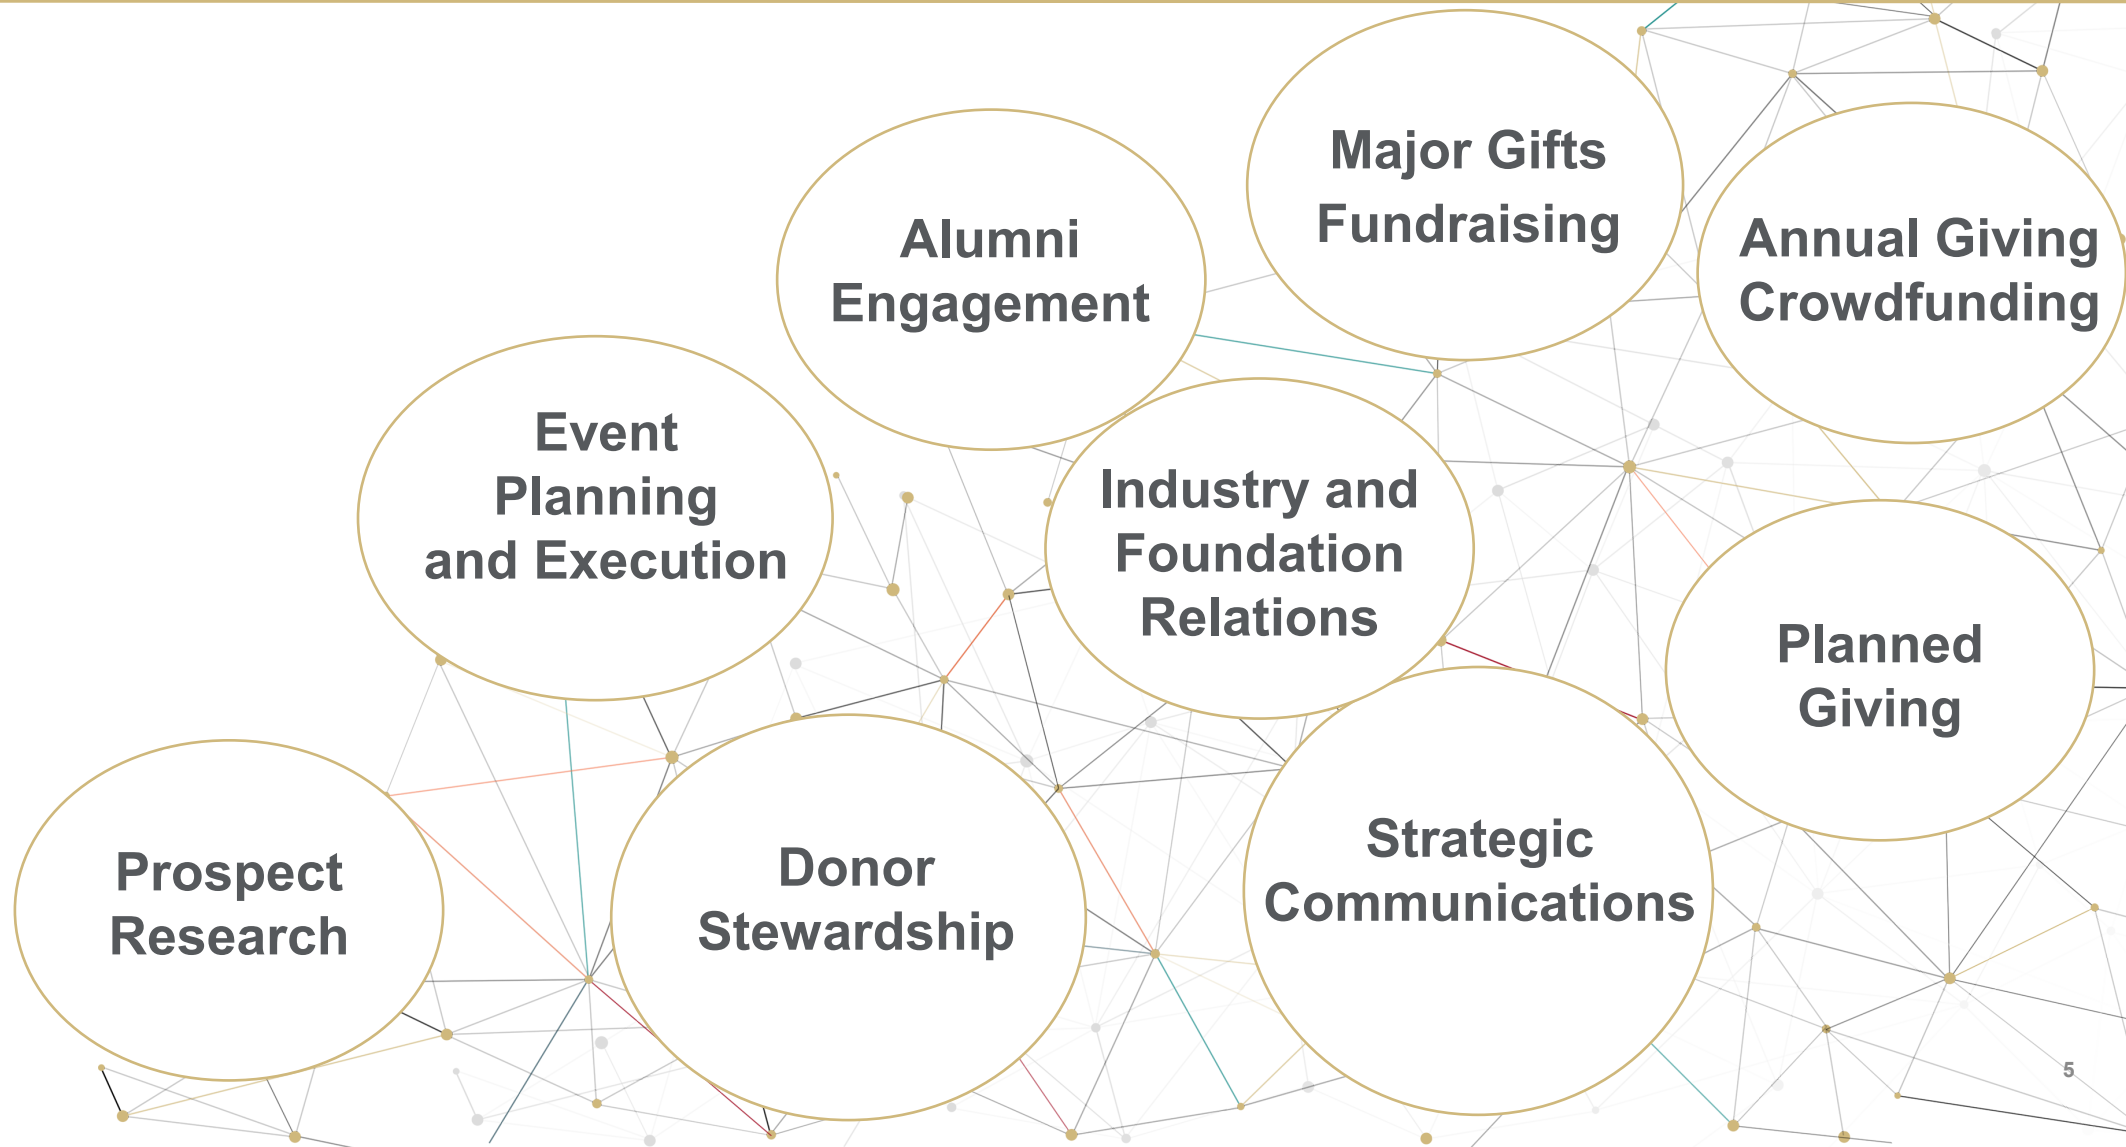 Major Gifts
Fundraising
Alumni
Engagement
Annual Giving
Crowdfunding
Event
Planning
and Execution
Industry and
Foundation
Relations
Planned
Giving
Prospect
Research
Donor
Stewardship
Strategic
Communications
5